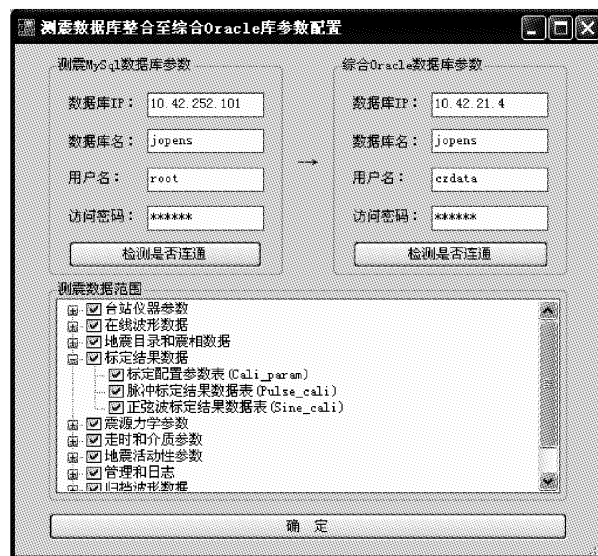 测震数据库整合至综合Oracle库参数配置
测震MySql数据库参数
数据库IP： 10.42.252.101
数据库名： jopens
用户名： root
访问密码： ******
检测是否连通
→
综合Oracle数据库参数
数据库IP： 10.42.21.4
数据库名： jopens
用户名： czdata
访问密码： ******
检测是否连通
测震数据范围
台站仪器参数
在线波形数据
地震目录和震相数据
标定结果数据
标定配置参数表(Cali_param)
脉冲标定结果数据表(Pulse_cali)
正弦波标定结果数据表(Sine_cali)
震源力学参数
走时和介质参数
地震活动性参数
管理和日志
归档波形数据
确 定